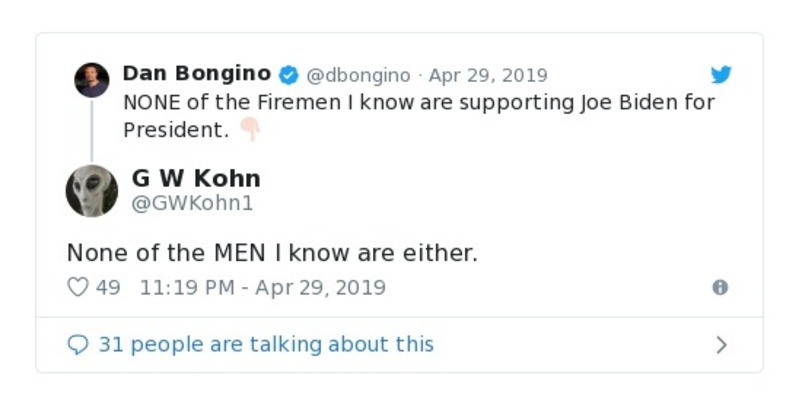 Dan Bongino @dbongino · Apr 29, 2019
NONE of the Firemen I know are supporting Joe Biden for
President. 👇🏻
G W Kohn
@GWKohn1
None of the MEN I know are either.
49 11:19 PM - Apr 29, 2019
31 people are talking about this